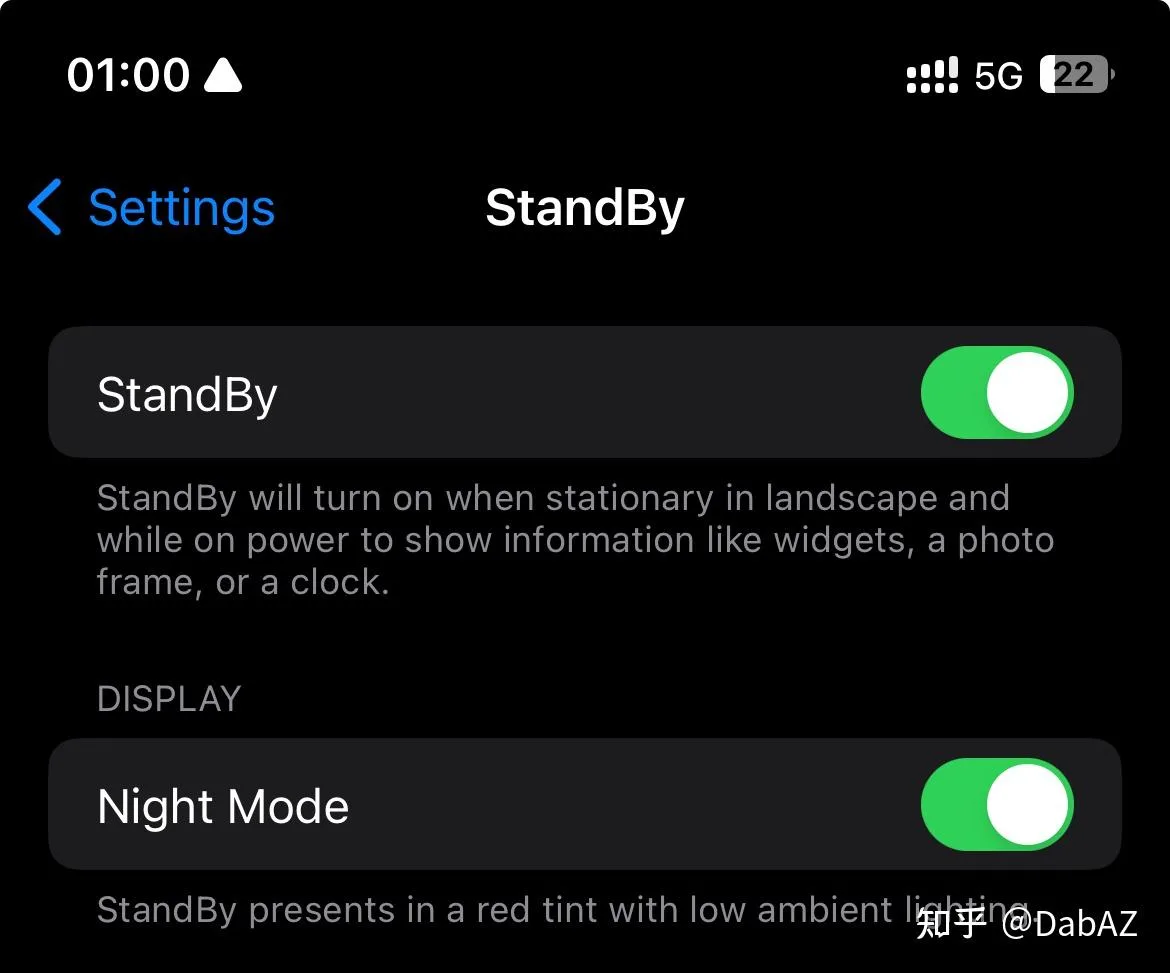 01:00 5G 22
Settings StandBy
StandBy
StandBy will turn on when stationary in landscape and
while on power to show information like widgets, a photo
frame, or a clock.
DISPLAY
Night Mode
StandBy presents in a red tint with low ambient lighting.
知乎 @DabAZ